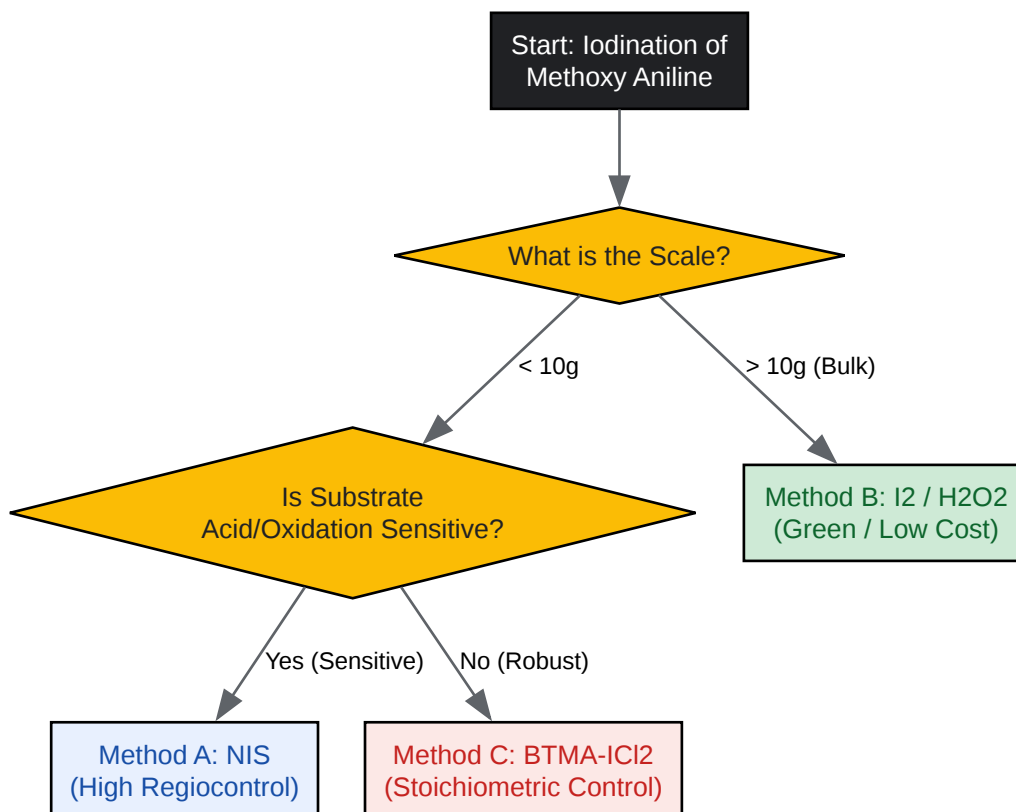 Start: Iodination of
Methoxy Aniline
What is the Scale?
< 10g
> 10g (Bulk)
Is Substrate
Acid/Oxidation Sensitive?
Method B: I2 / H2O2
(Green / Low Cost)
Yes (Sensitive)
No (Robust)
Method A: NIS
(High Regiocontrol)
Method C: BTMA-ICl2
(Stoichiometric Control)